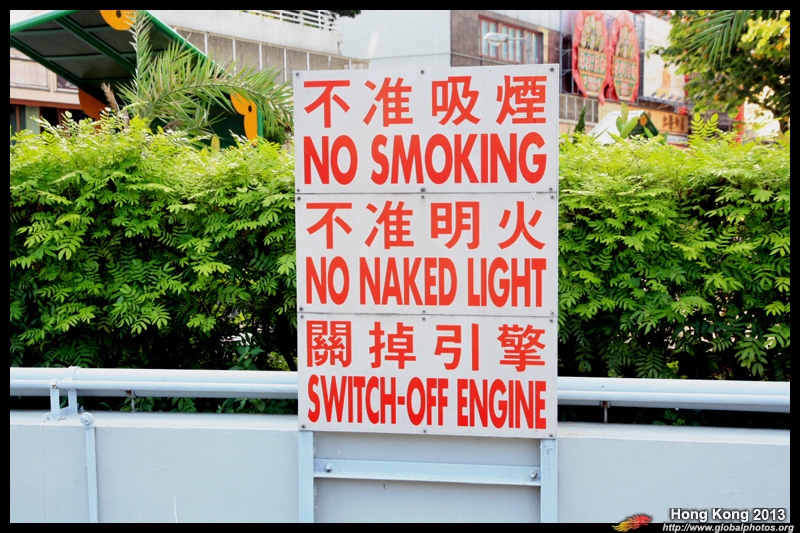 不准吸煙
NO SMOKING
不准明火
NO NAKED LIGHT
關掉引擎
SWITCH-OFF ENGINE
Hong Kong 2013
http://www.globalphotos.org